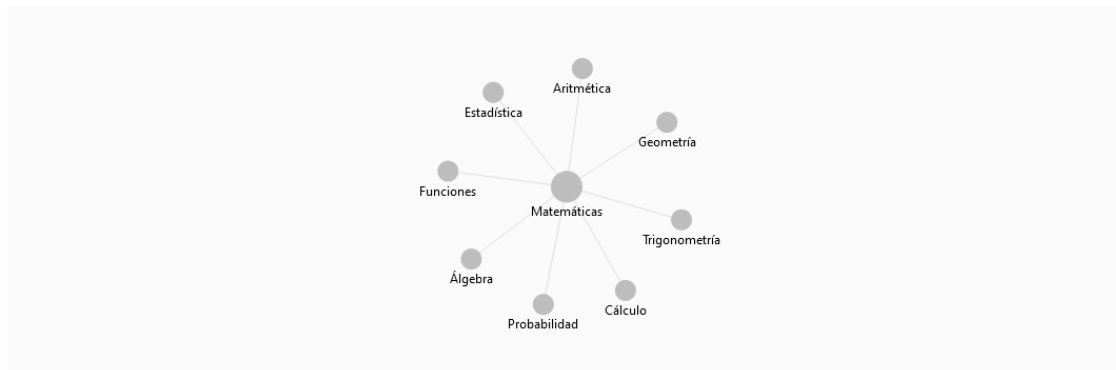 Aritmética
Estadística
Geometría
Funciones
Matemáticas
Trigonometría
Álgebra
Cálculo
Probabilidad